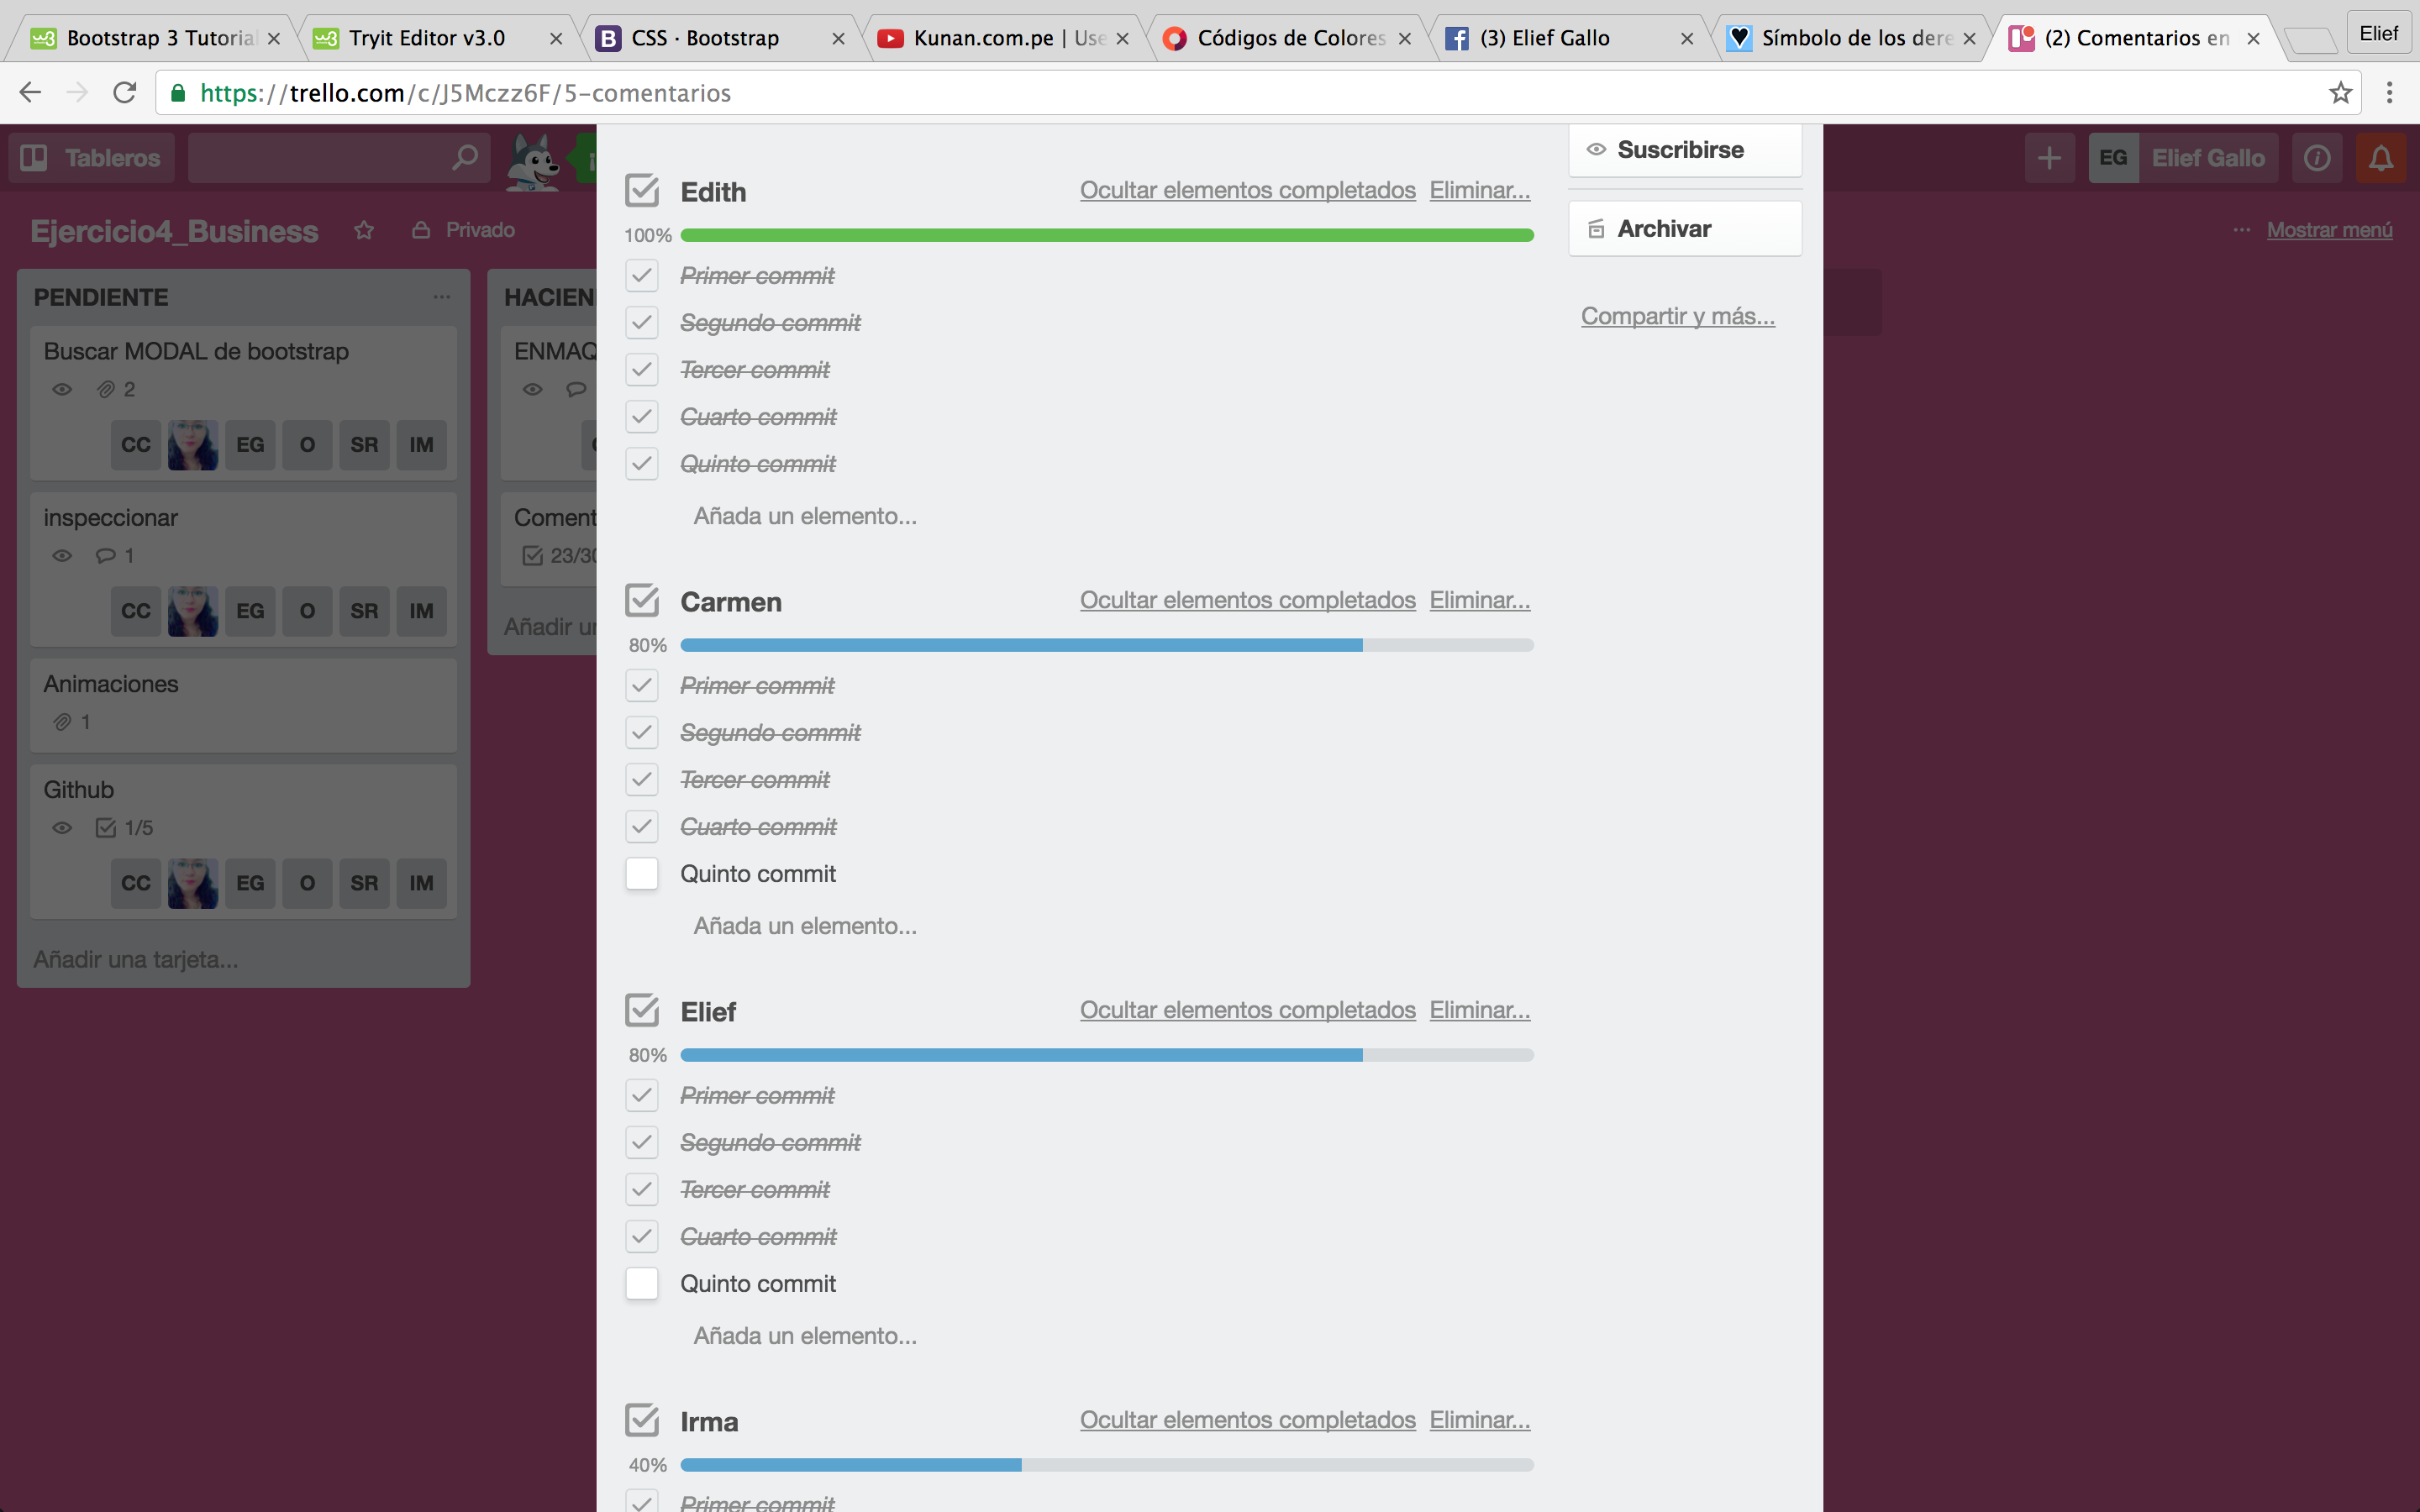 Bootstrap 3 Tutorial
Tryit Editor v3.0
CSS · Bootstrap
Kunan.com.pe | Use
Códigos de Colores
(3) Elief Gallo
Símbolo de los dere
(2) Comentarios en
Elief
https://trello.com/c/J5Mczz6F/5-comentarios
Tableros
EG Elief Gallo
Ejercicio4_Business
Privado
Mostrar menú
PENDIENTE
Buscar MODAL de bootstrap
2
CC EG O SR IM
inspeccionar
1
CC EG O SR IM
Animaciones
1
Github
1/5
CC EG O SR IM
Añadir una tarjeta...
HACIEN
ENMAQ
Coment
23/30
Añadir un
Edith
Ocultar elementos completados Eliminar...
100%
Primer commit
Segundo commit
Tercer commit
Cuarto commit
Quinto commit
Añada un elemento...
Carmen
Ocultar elementos completados Eliminar...
80%
Primer commit
Segundo commit
Tercer commit
Cuarto commit
Quinto commit
Añada un elemento...
Elief
Ocultar elementos completados Eliminar...
80%
Primer commit
Segundo commit
Tercer commit
Cuarto commit
Quinto commit
Añada un elemento...
Irma
Ocultar elementos completados Eliminar...
40%
Primer commit
Suscribirse
Archivar
Compartir y más...